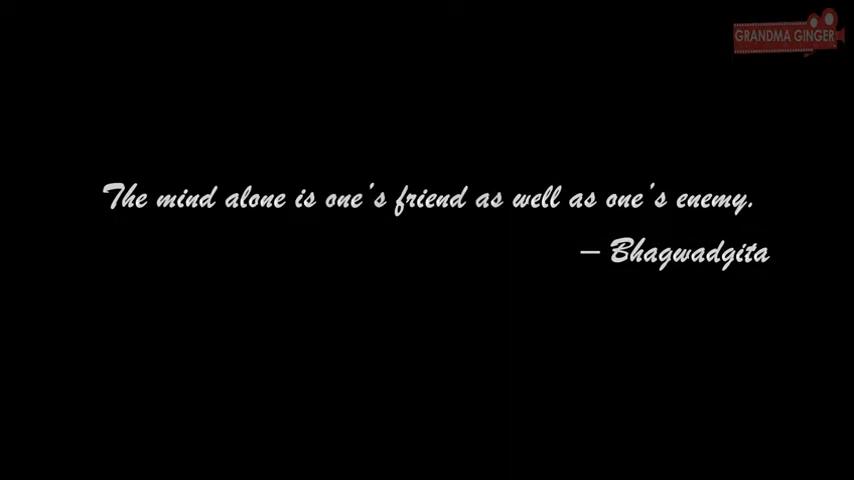 GRANDMA GINGER
The mind alone is one's friend as well as one's enemy.
– Bhagwadgita